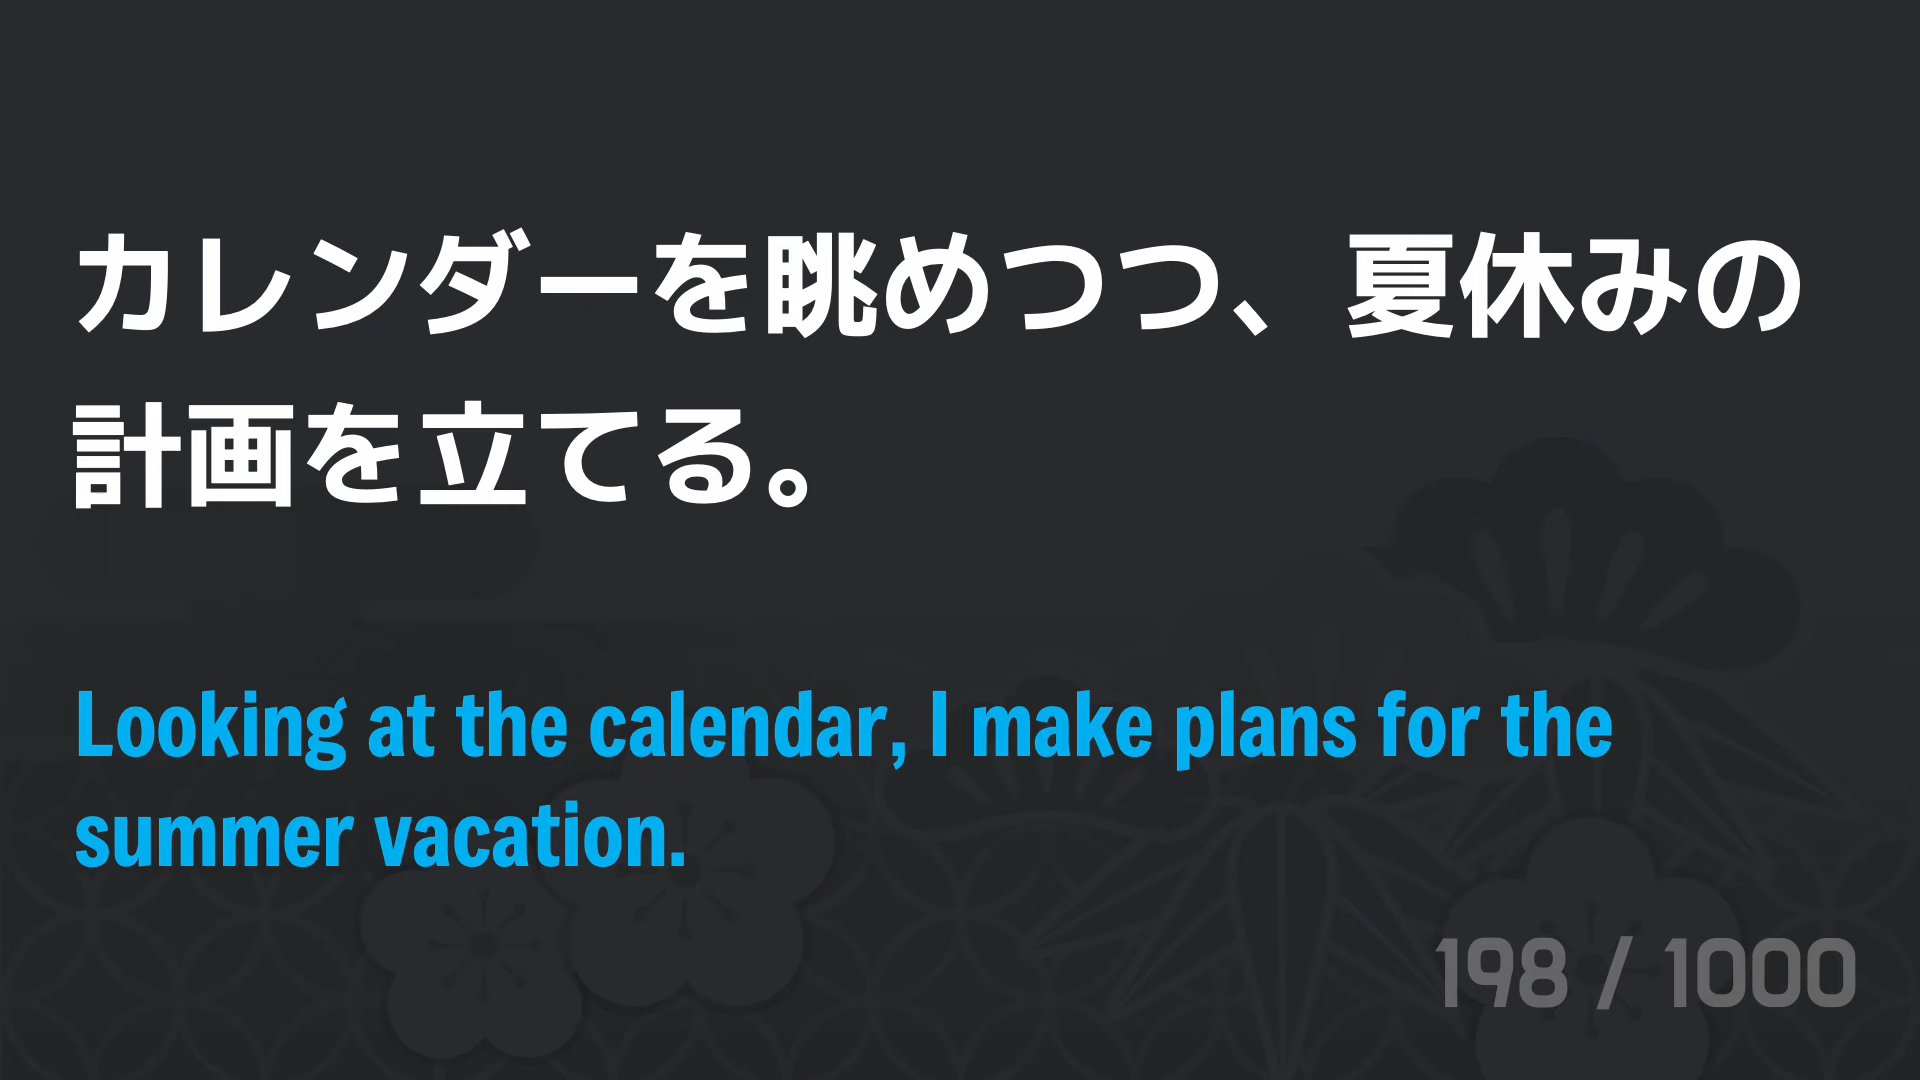 カレンダーを眺めつつ、夏休みの
計画を立てる。
Looking at the calendar, I make plans for the
summer vacation.
198 / 1000